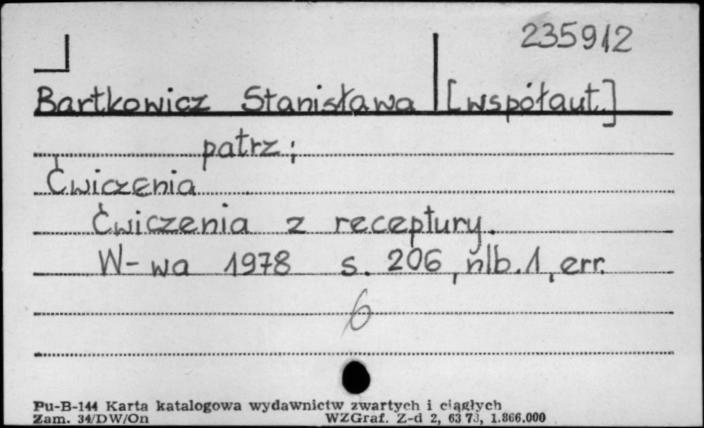 235912
Bartkowicz Stanisława [współaut.]
patrz;
Ćwiczenia
Ćwiczenia z receptury.
W-wa 1978 s. 206, nlb. 1, err.
6
Pu-B-144 Karta katalogowa wydawnictw zwartych i ciągłych
Zam. 34/DW/On WZGraf. Z-d 2, 63 73, 1.866.000